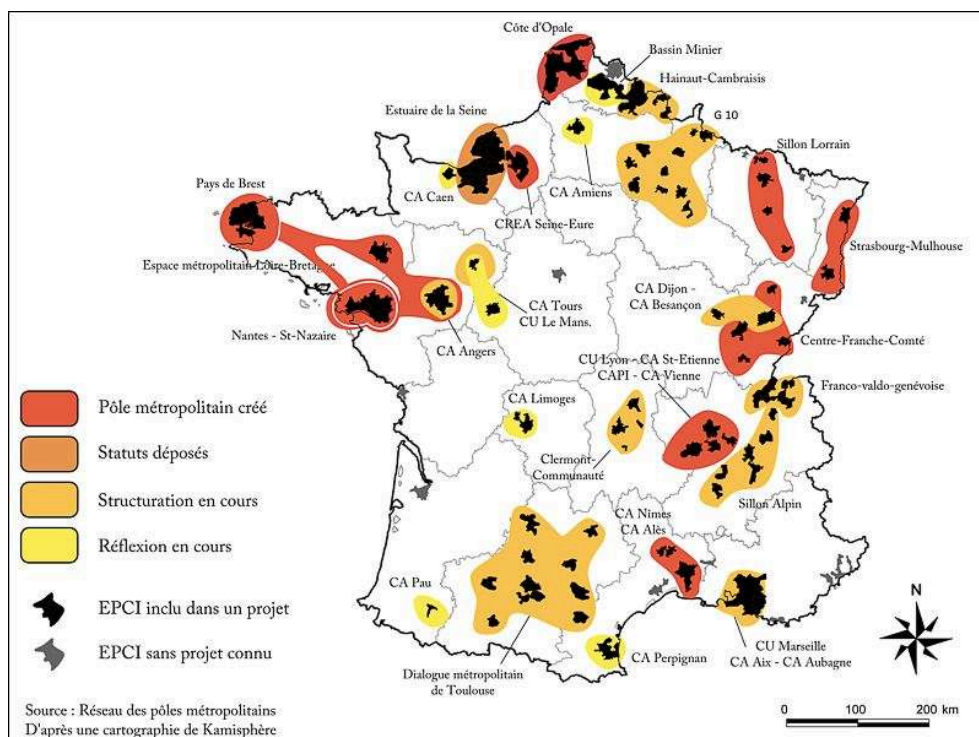 Côte d'Opale
Bassin Minier
Hainaut-Cambraisis
G 10
Estuaire de la Seine
Sillon Lorrain
Pays de Brest
CA Caen
CA Amiens
CREA Seine-Eure
Strasbourg-Mulhouse
Espace métropolitain Loire-Bretagne
CA Dijon -
CA Besançon
CA Tours
CU Le Mans.
Nantes - St-Nazaire
CA Angers
Centre-Franche-Comté
CU Lyon - CA St-Etienne
CAPI - CA Vienne
Franco-valdo-genévoise
CA Limoges
Clermont-
Communauté
Sillon Alpin
CA Nîmes
CA Alès
CA Pau
CA Perpignan
CU Marseille
CA Aix - CA Aubagne
Dialogue métropolitain
de Toulouse
Pôle métropolitain créé
Statuts déposés
Structuration en cours
Réflexion en cours
EPCI inclu dans un projet
EPCI sans projet connu
Source : Réseau des pôles métropolitains
D'après une cartographie de Kamisphère
N
0 100 200 km